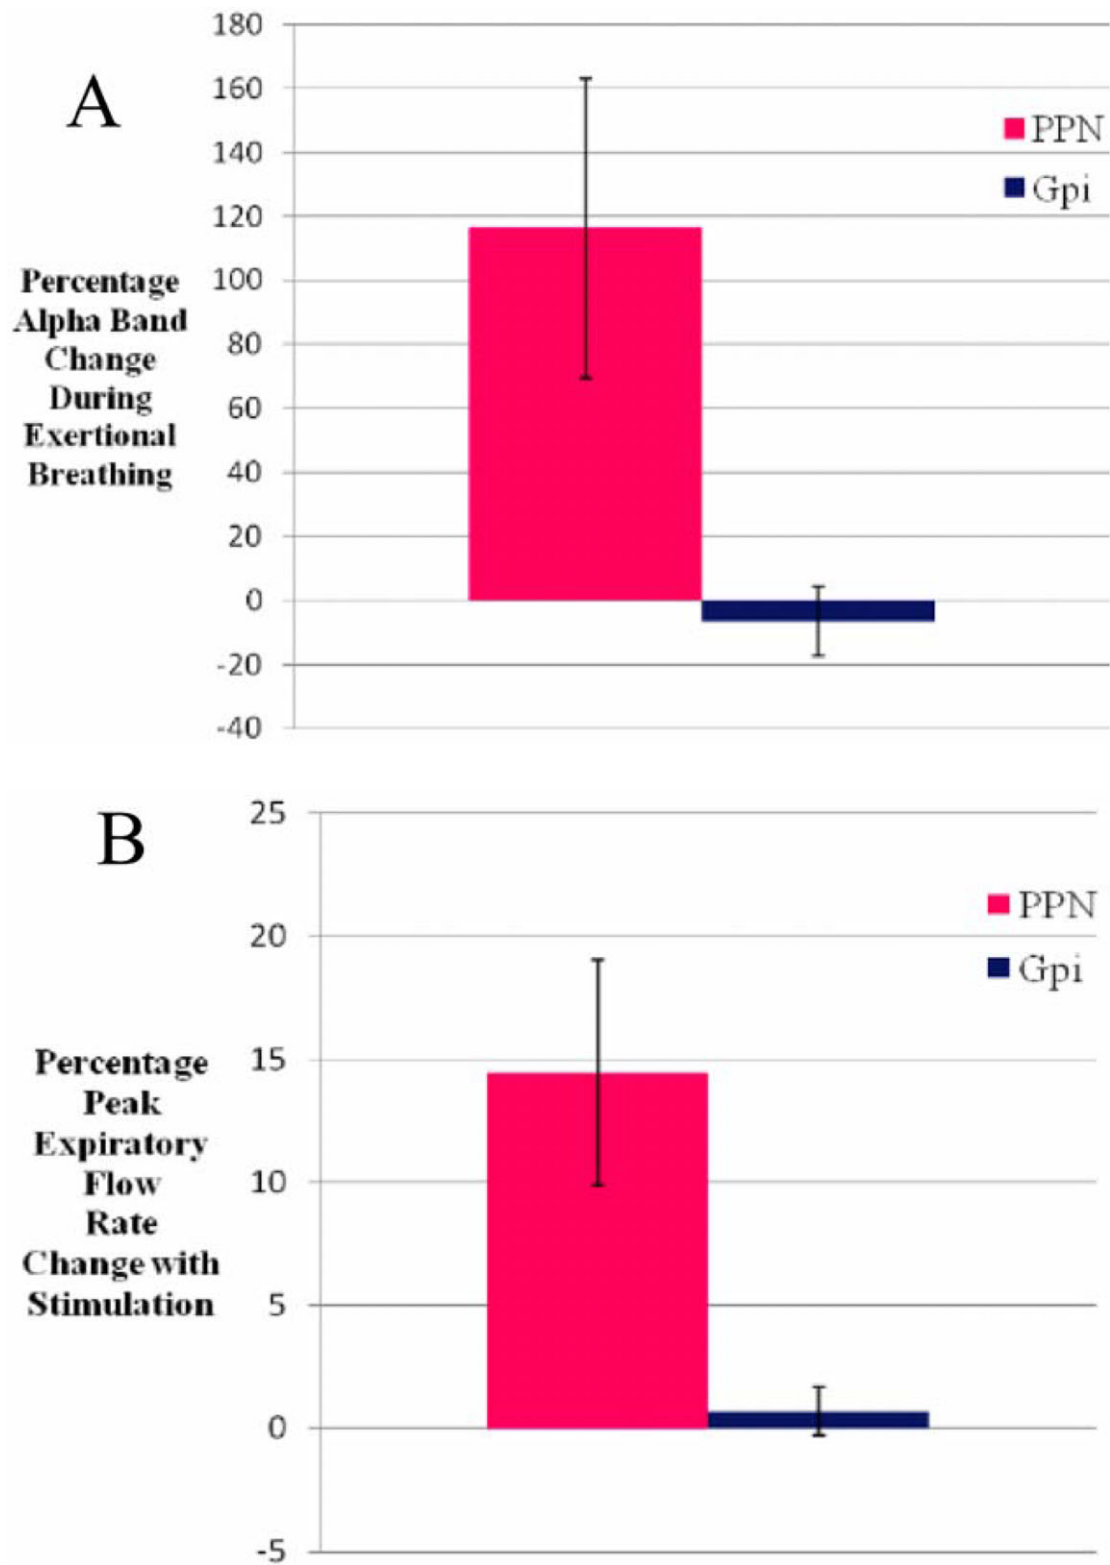 A
180
160
140
120
100
80
60
40
20
0
-20
-40
Percentage
Alpha Band
Change
During
Exertional
Breathing
PPN
Gpi
B
25
20
15
10
5
0
-5
Percentage
Peak
Expiratory
Flow
Rate
Change with
Stimulation
PPN
Gpi